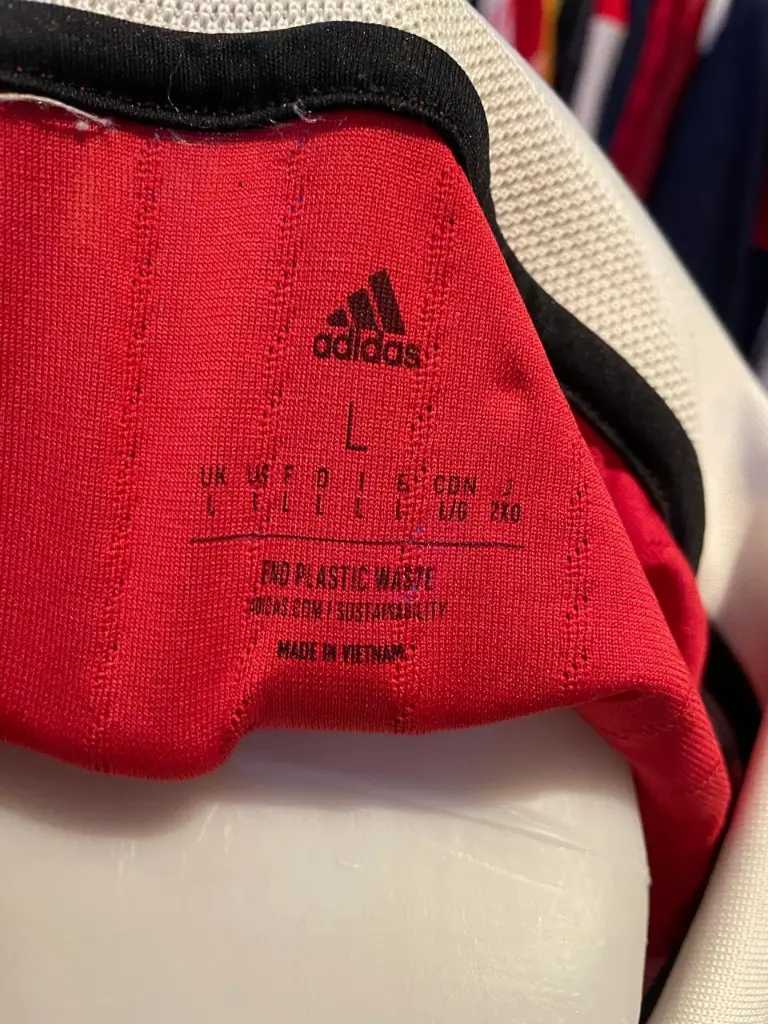 adidas
L
UK US F D I E CDN J
L L L L L L L/G 2XO
END PLASTIC WASTE
ADIDAS.COM / SUSTAINABILITY
MADE IN VIETNAM